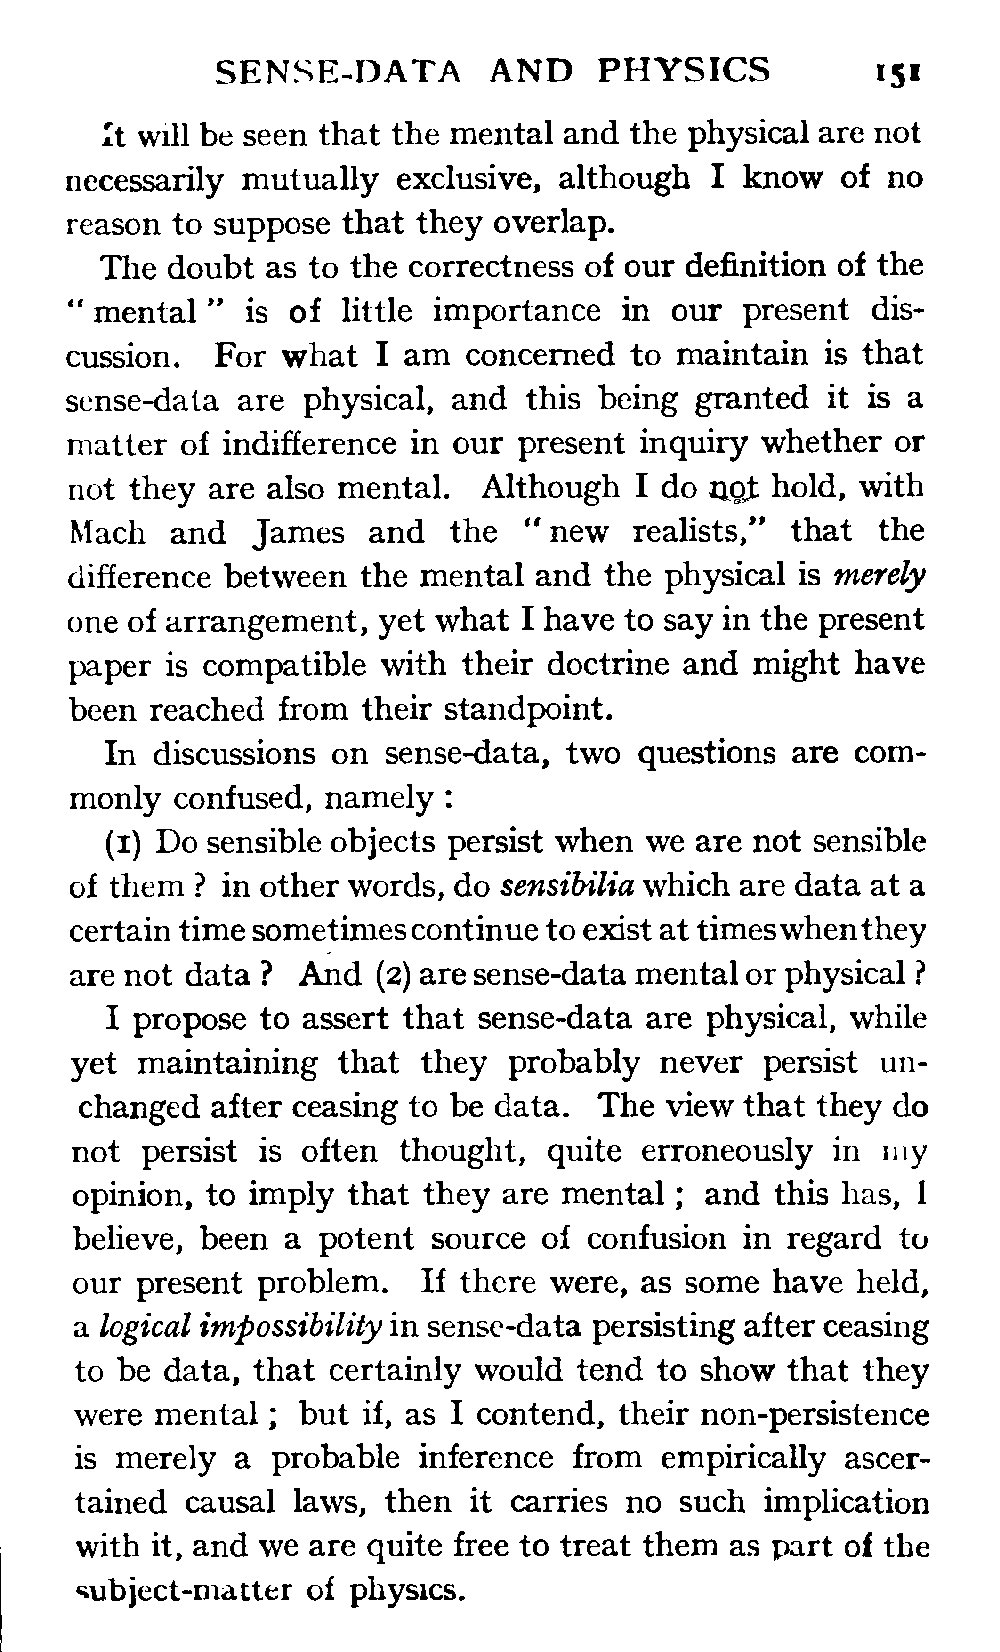 SENSE-DATA AND PHYSICS 151
It will be seen that the mental and the physical are not
necessarily mutually exclusive, although I know of no
reason to suppose that they overlap.
The doubt as to the correctness of our definition of the
“ mental ” is of little importance in our present dis-
cussion. For what I am concerned to maintain is that
sense-data are physical, and this being granted it is a
matter of indifference in our present inquiry whether or
not they are also mental. Although I do not hold, with
Mach and James and the “ new realists,” that the
difference between the mental and the physical is merely
one of arrangement, yet what I have to say in the present
paper is compatible with their doctrine and might have
been reached from their standpoint.
In discussions on sense-data, two questions are com-
monly confused, namely :
(1) Do sensible objects persist when we are not sensible
of them ? in other words, do sensibilia which are data at a
certain time sometimes continue to exist at times when they
are not data ? And (2) are sense-data mental or physical ?
I propose to assert that sense-data are physical, while
yet maintaining that they probably never persist un-
changed after ceasing to be data. The view that they do
not persist is often thought, quite erroneously in my
opinion, to imply that they are mental ; and this has, I
believe, been a potent source of confusion in regard to
our present problem. If there were, as some have held,
a logical impossibility in sense-data persisting after ceasing
to be data, that certainly would tend to show that they
were mental ; but if, as I contend, their non-persistence
is merely a probable inference from empirically ascer-
tained causal laws, then it carries no such implication
with it, and we are quite free to treat them as part of the
subject-matter of physics.